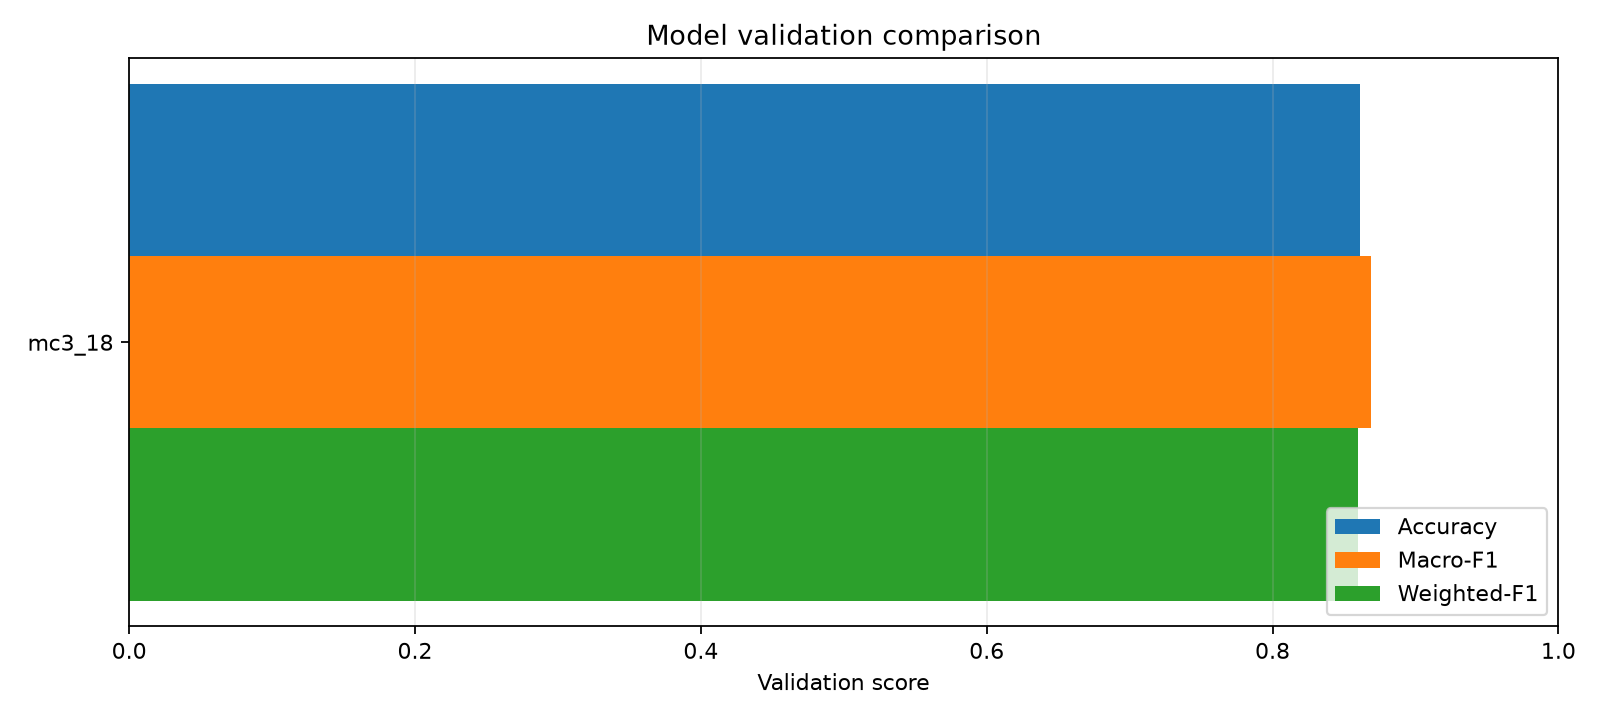 Model validation comparison
mc3_18
Accuracy
Macro-F1
Weighted-F1
0.0 0.2 0.4 0.6 0.8 1.0
Validation score